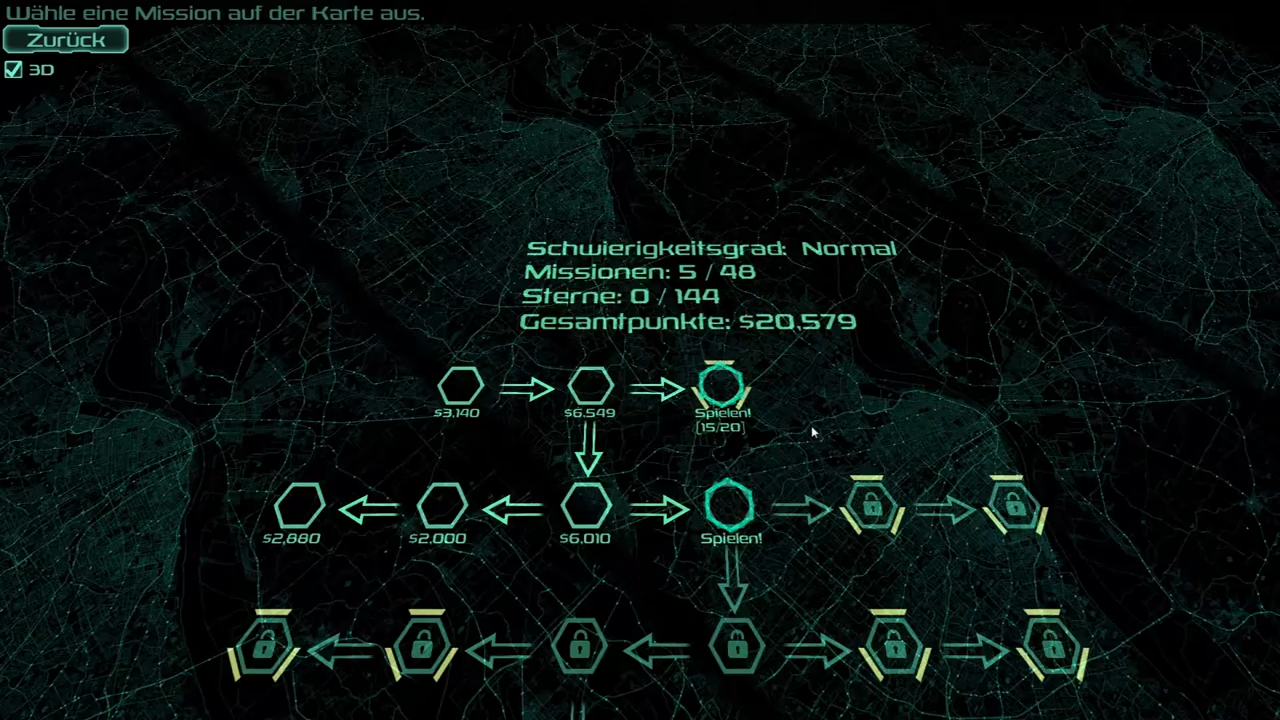 Wähle eine Mission auf der Karte aus.
Zurück
3D
Schwierigkeitsgrad: Normal
Missionen: 5 / 48
Sterne: 0 / 144
Gesamtpunkte: $20,579
$3,140
$6,549
Spielen!
[15/20]
$2,880
$2,000
$6,010
Spielen!